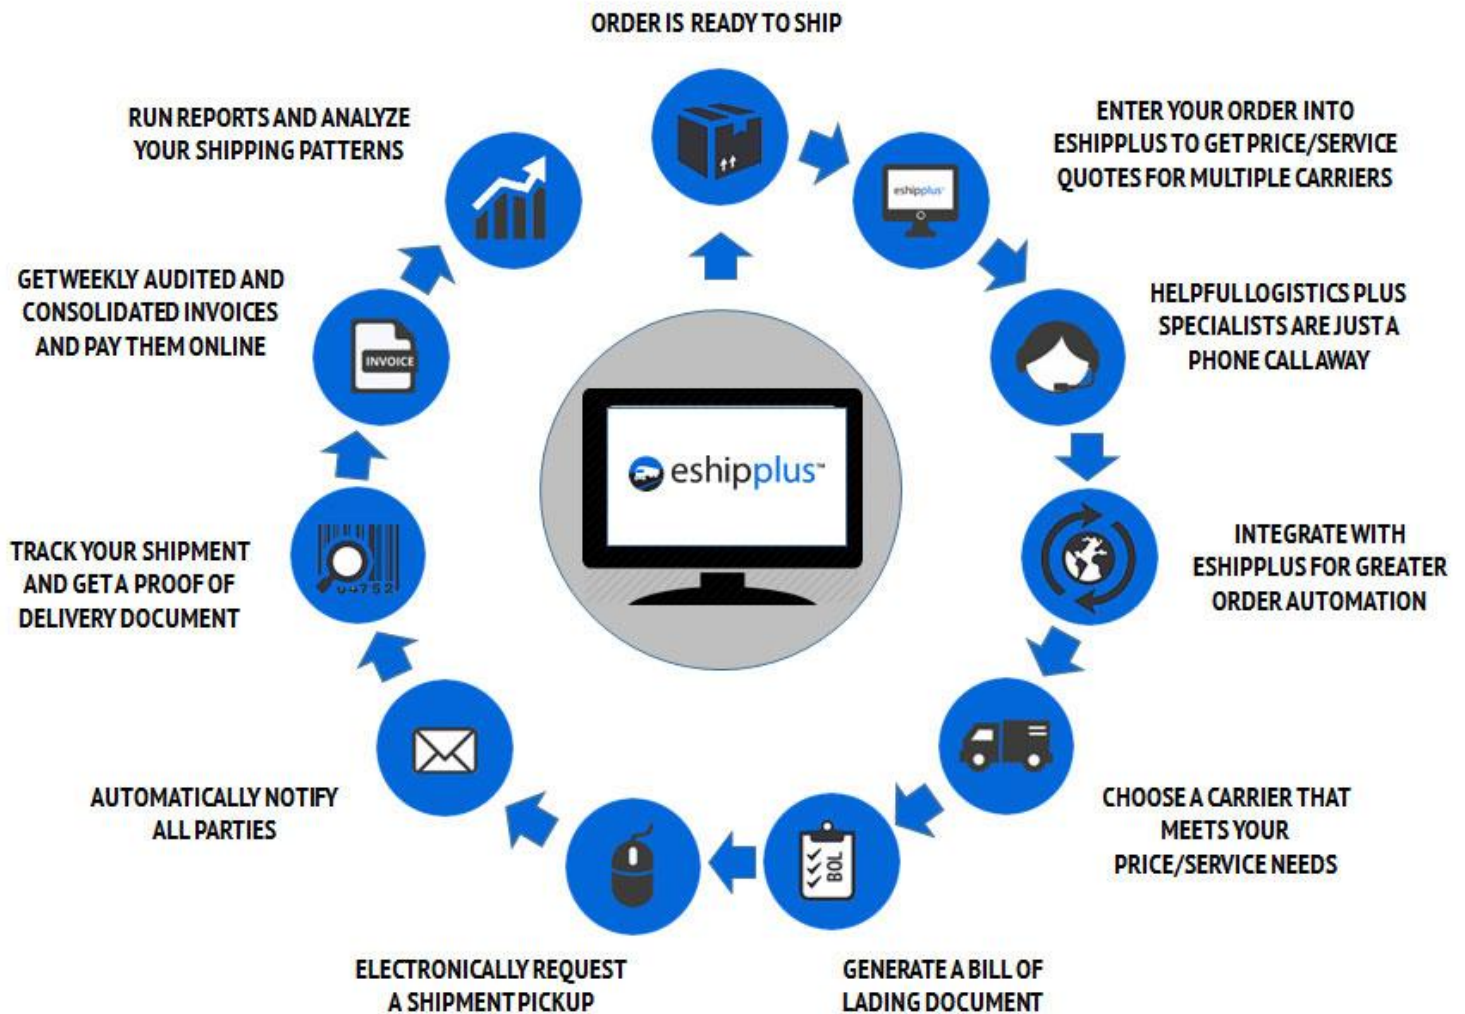 ORDER IS READY TO SHIP
ENTER YOUR ORDER INTO
ESHIPPLUS TO GET PRICE/SERVICE
QUOTES FOR MULTIPLE CARRIERS
eshipplus
HELPFUL LOGISTICS PLUS
SPECIALISTS ARE JUST A
PHONE CALL AWAY
INTEGRATE WITH
ESHIPPLUS FOR GREATER
ORDER AUTOMATION
CHOOSE A CARRIER THAT
MEETS YOUR
PRICE/SERVICE NEEDS
BOL
GENERATE A BILL OF
LADING DOCUMENT
ELECTRONICALLY REQUEST
A SHIPMENT PICKUP
AUTOMATICALLY NOTIFY
ALL PARTIES
04752
TRACK YOUR SHIPMENT
AND GET A PROOF OF
DELIVERY DOCUMENT
INVOICE
GET WEEKLY AUDITED AND
CONSOLIDATED INVOICES
AND PAY THEM ONLINE
RUN REPORTS AND ANALYZE
YOUR SHIPPING PATTERNS
eshipplus™